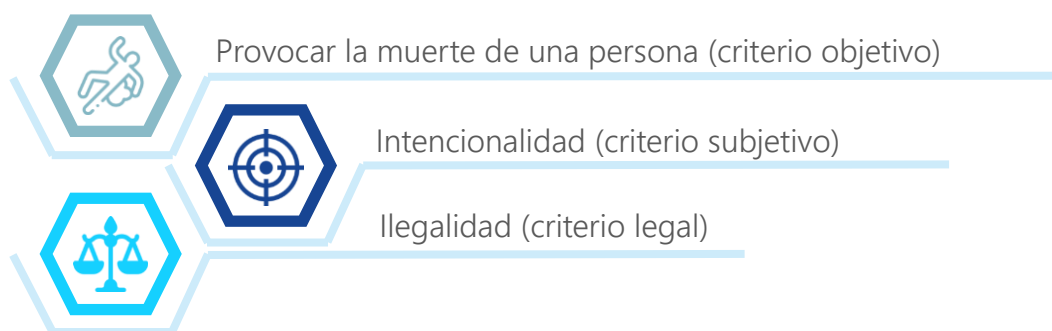 Provocar la muerte de una persona (criterio objetivo)
Intencionalidad (criterio subjetivo)
Ilegalidad (criterio legal)